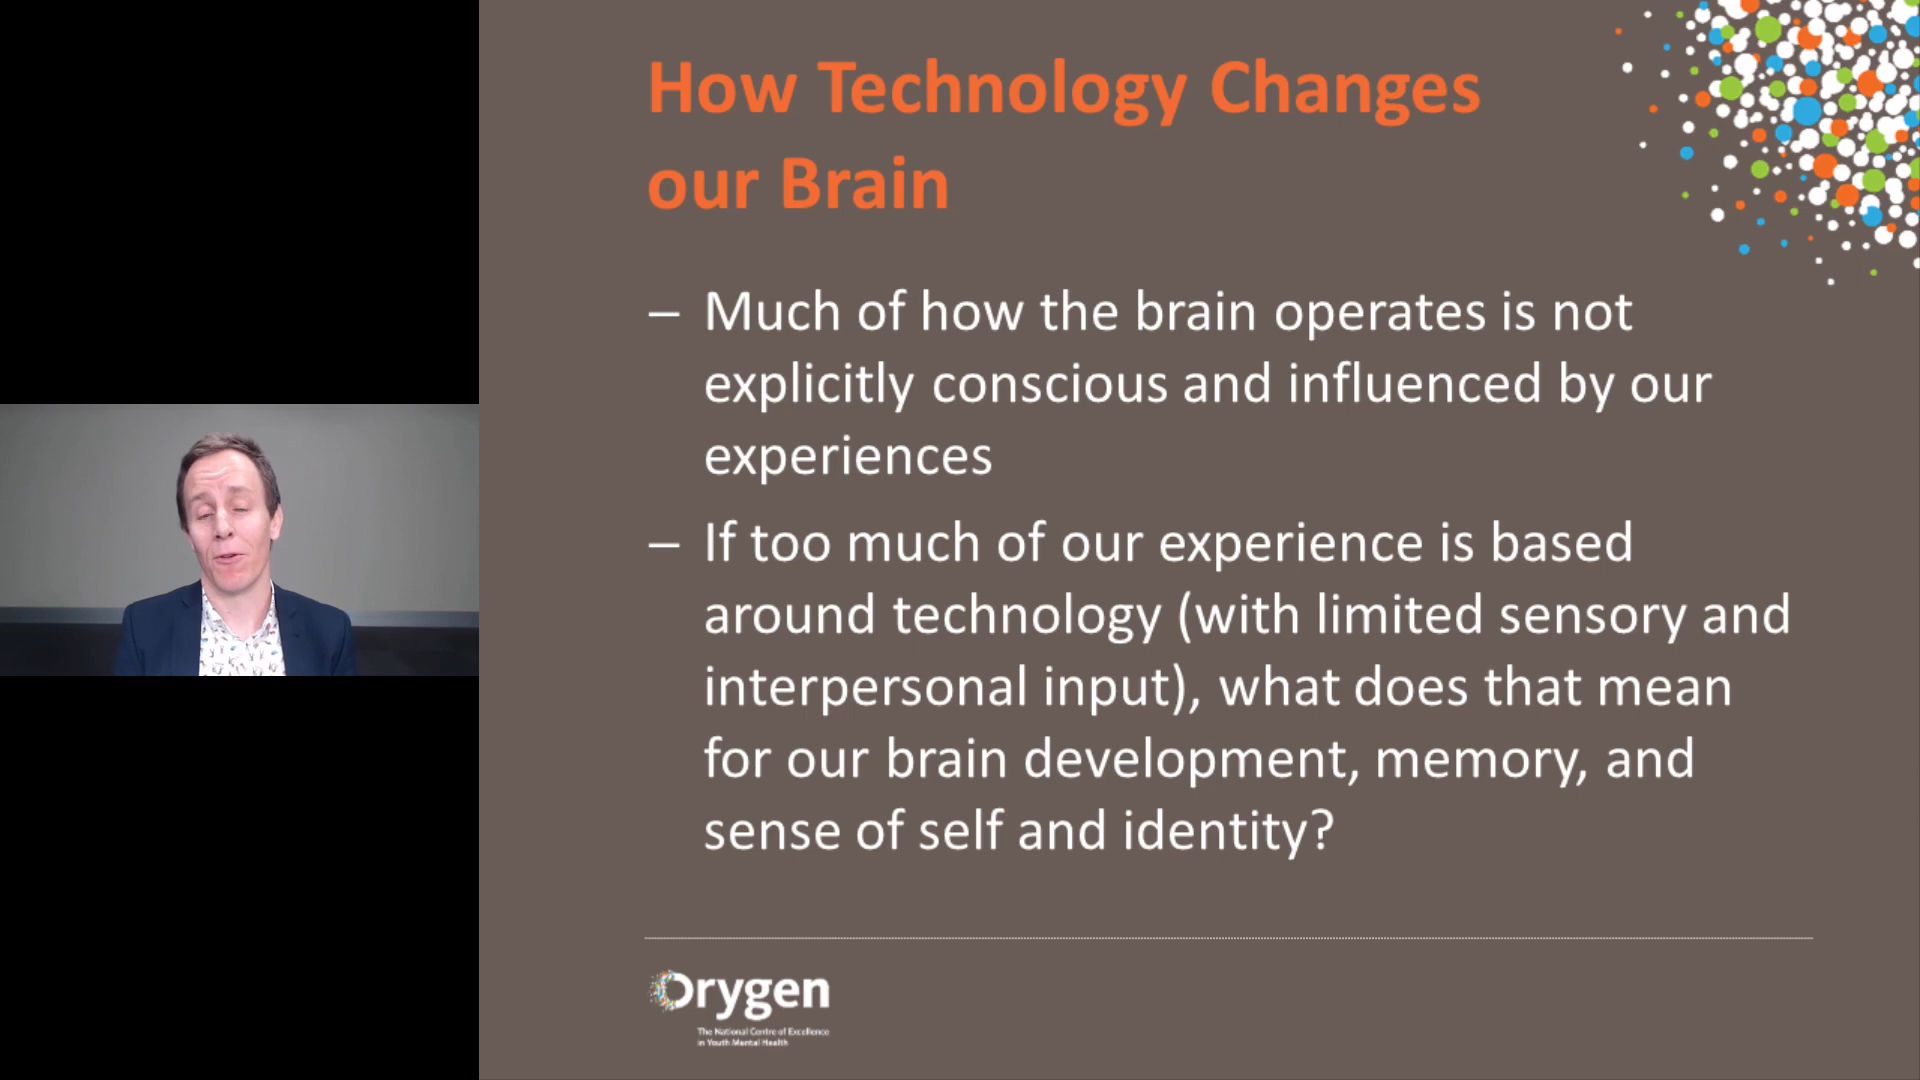 How Technology Changes
our Brain
– Much of how the brain operates is not
explicitly conscious and influenced by our
experiences
– If too much of our experience is based
around technology (with limited sensory and
interpersonal input), what does that mean
for our brain development, memory, and
sense of self and identity?
Orygen
The National Centre of Excellence
in Youth Mental Health